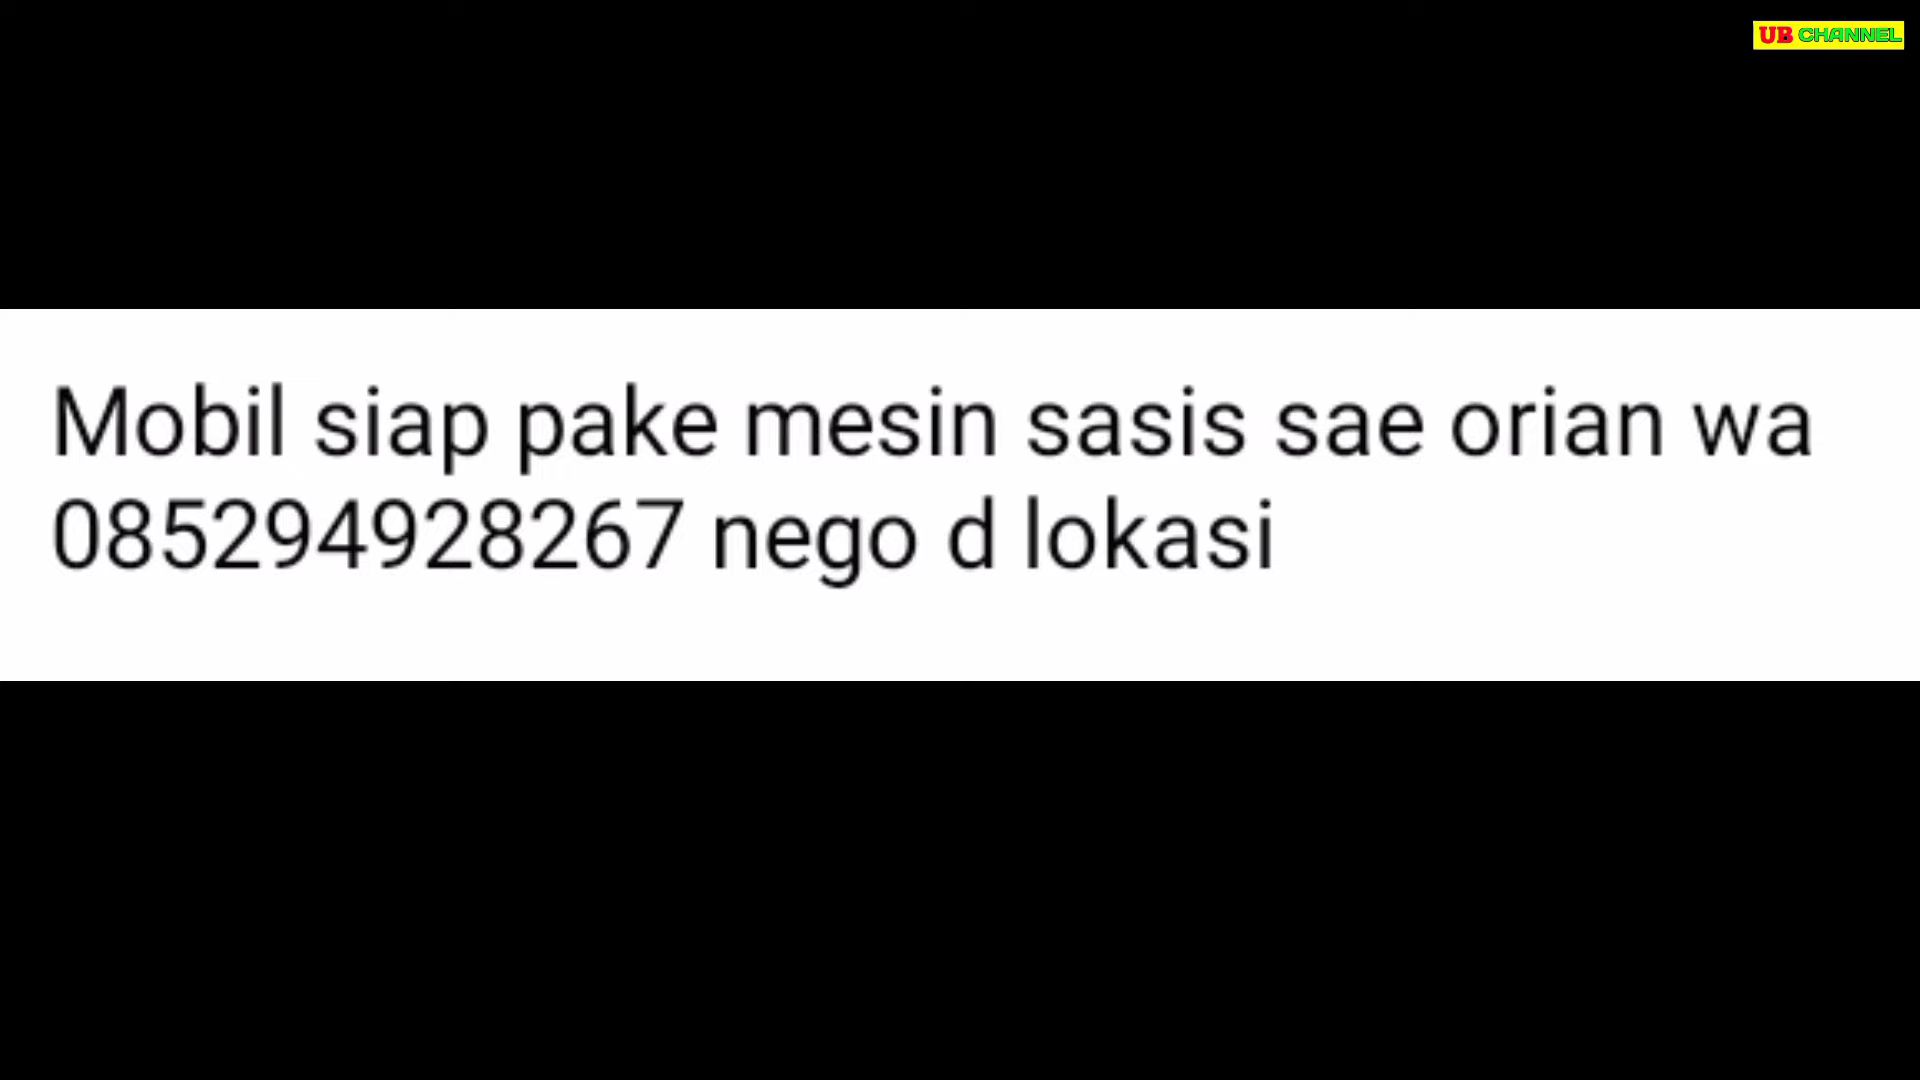 UB CHANNEL
Mobil siap pake mesin sasis sae orian wa
085294928267 nego d lokasi